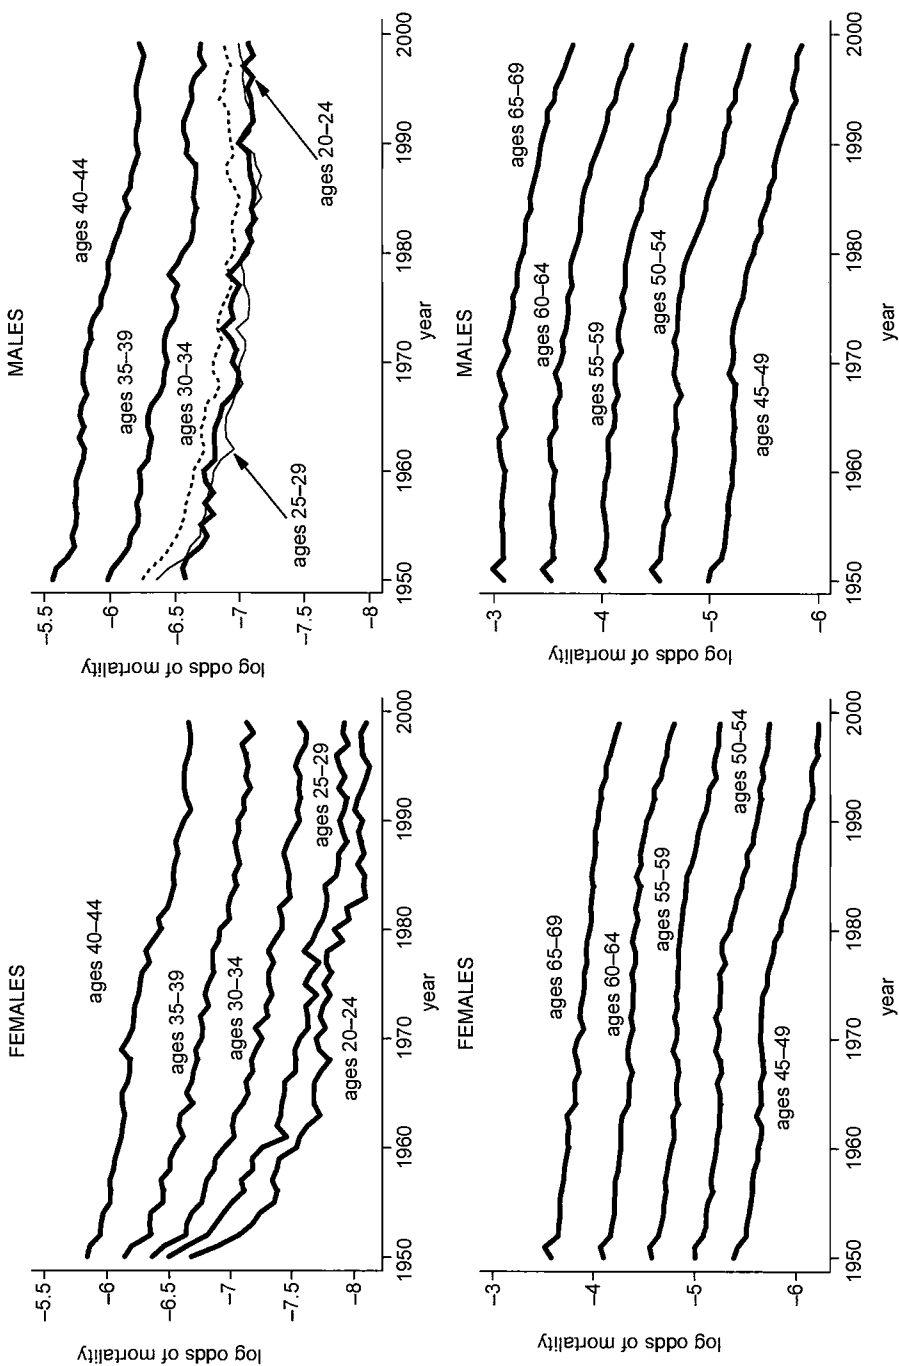 FEMALES
log odds of mortality
–5.5
–6
–6.5
–7
–7.5
–8
ages 40–44
ages 35–39
ages 30–34
ages 25–29
ages 20–24
1950
1960
1970
1980
1990
2000
year
MALES
log odds of mortality
–5.5
–6
–6.5
–7
–7.5
–8
ages 40–44
ages 35–39
ages 30–34
ages 25–29
ages 20–24
1950
1960
1970
1980
1990
2000
year
FEMALES
log odds of mortality
–3
–4
–5
–6
ages 65–69
ages 60–64
ages 55–59
ages 50–54
ages 45–49
1950
1960
1970
1980
1990
2000
year
MALES
log odds of mortality
–3
–4
–5
–6
ages 65–69
ages 60–64
ages 55–59
ages 50–54
ages 45–49
1950
1960
1970
1980
1990
2000
year